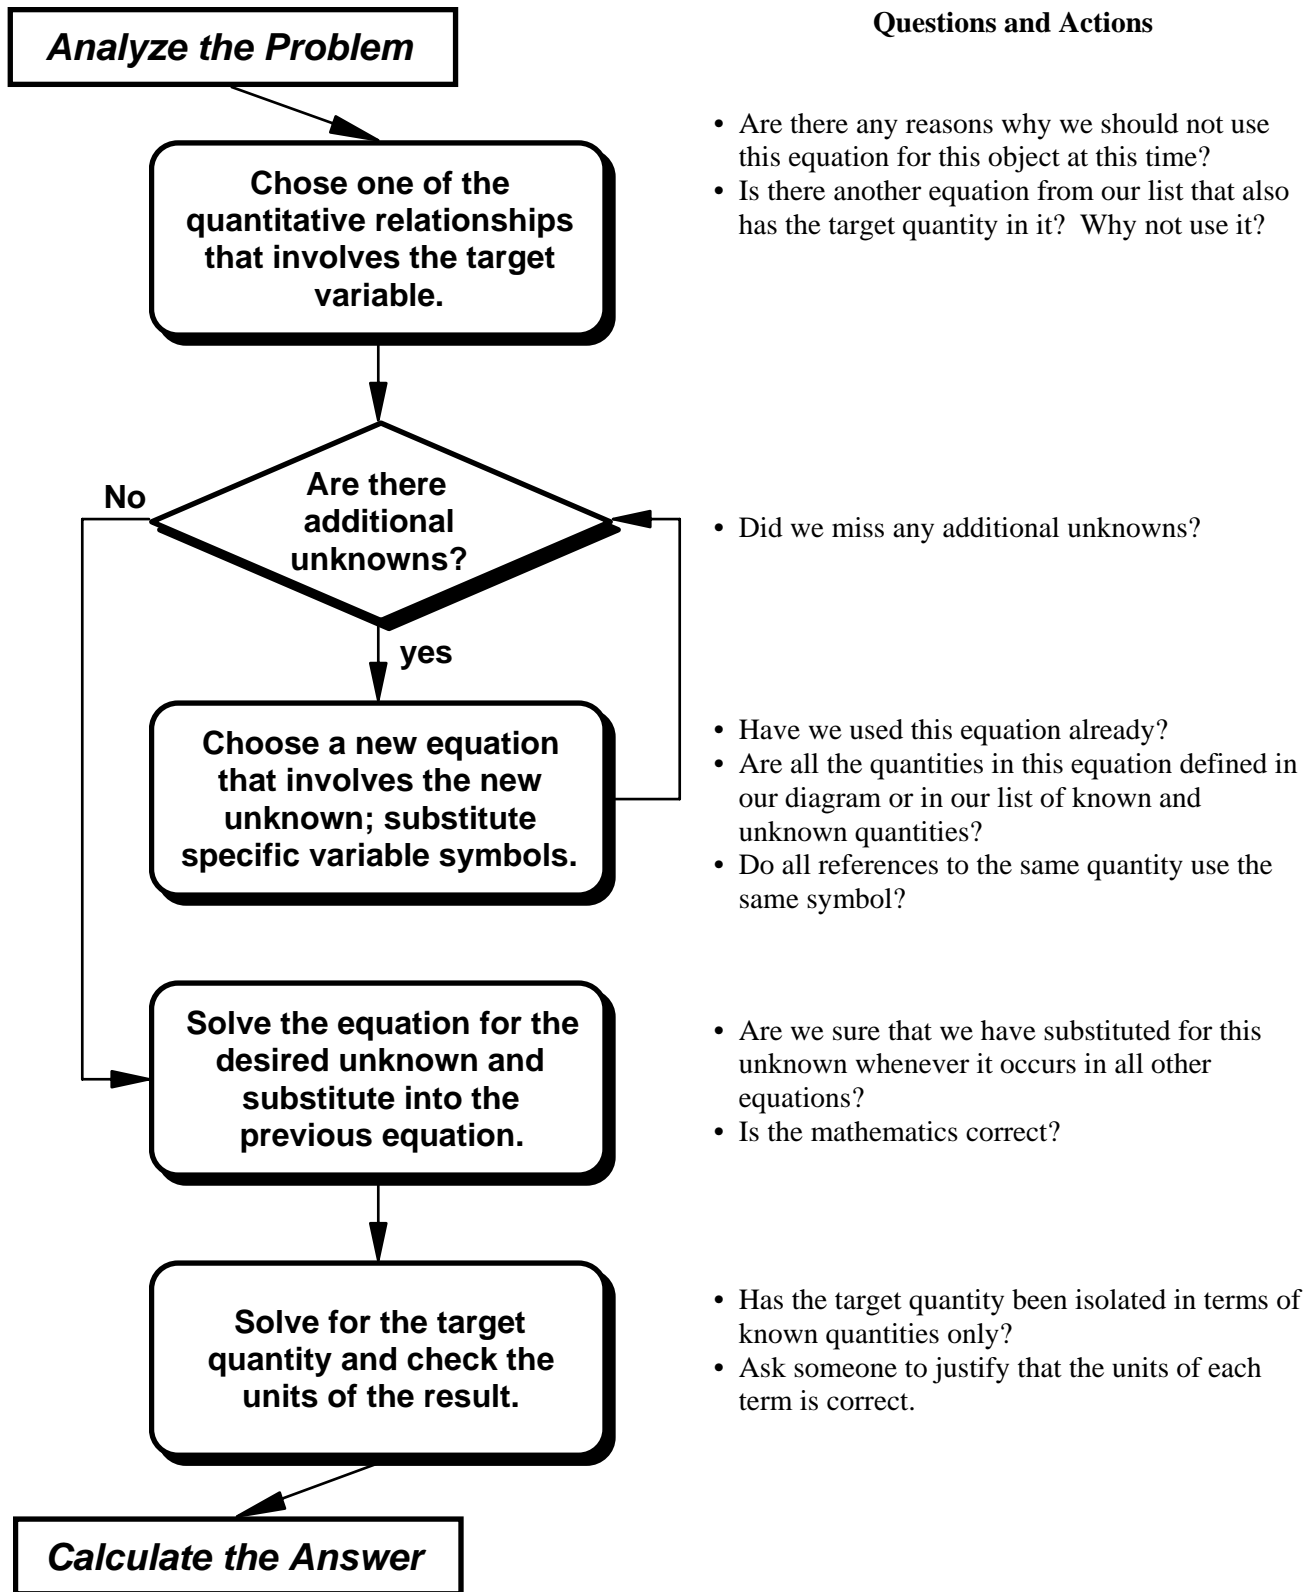 Questions and Actions
Analyze the Problem
Chose one of the
quantitative relationships
that involves the target
variable.
• Are there any reasons why we should not use
this equation for this object at this time?
• Is there another equation from our list that also
has the target quantity in it?  Why not use it?
No
Are there
additional
unknowns?
• Did we miss any additional unknowns?
yes
Choose a new equation
that involves the new
unknown; substitute
specific variable symbols.
• Have we used this equation already?
• Are all the quantities in this equation defined in
our diagram or in our list of known and
unknown quantities?
• Do all references to the same quantity use the
same symbol?
Solve the equation for the
desired unknown and
substitute into the
previous equation.
• Are we sure that we have substituted for this
unknown whenever it occurs in all other
equations?
• Is the mathematics correct?
Solve for the target
quantity and check the
units of the result.
• Has the target quantity been isolated in terms of
known quantities only?
• Ask someone to justify that the units of each
term is correct.
Calculate the Answer